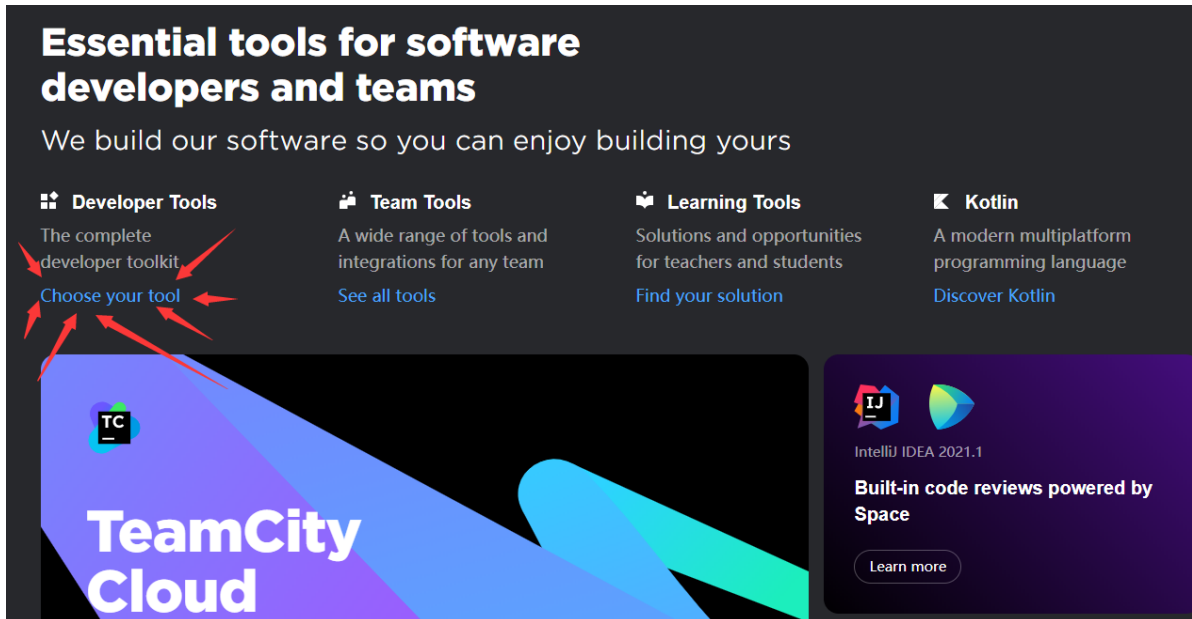 Essential tools for software
developers and teams
We build our software so you can enjoy building yours
Developer Tools
The complete
developer toolkit
Choose your tool
Team Tools
A wide range of tools and
integrations for any team
See all tools
Learning Tools
Solutions and opportunities
for teachers and students
Find your solution
Kotlin
A modern multiplatform
programming language
Discover Kotlin
TC
TeamCity
Cloud
IJ
IntelliJ IDEA 2021.1
Built-in code reviews powered by
Space
Learn more